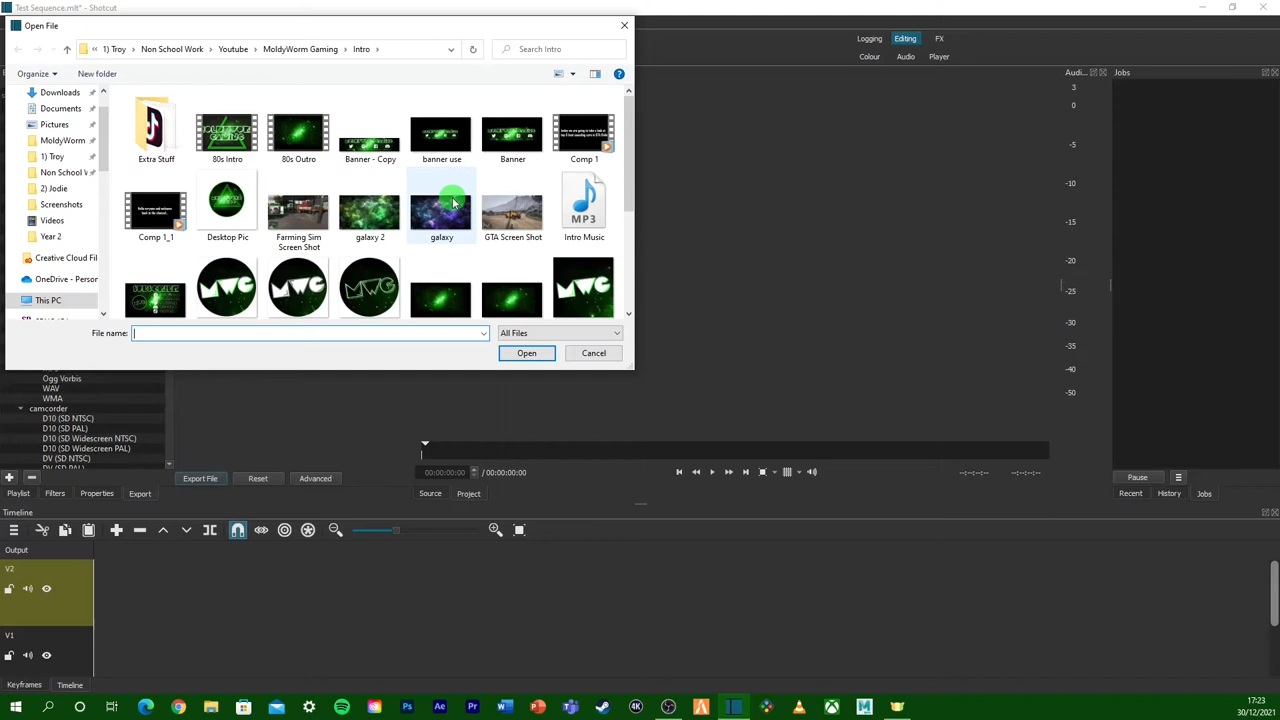 Test Sequence.mlt* - Shotcut
Open File
« 1) Troy > Non School Work > Youtube > MoldyWorm Gaming > Intro >
Search Intro
Organize
New folder
Logging
Editing
FX
Colour
Audio
Player
Audi...
Jobs
Downloads
Documents
Pictures
MoldyWorm
1) Troy
Non School W
2) Jodie
Screenshots
Videos
Year 2
Creative Cloud Fil
OneDrive - Person
This PC
Extra Stuff
80s Intro
80s Outro
Banner - Copy
banner use
Banner
Comp 1
Comp 1_1
Desktop Pic
Farming Sim
Screen Shot
galaxy 2
galaxy
GTA Screen Shot
MP3
Intro Music
MWG
MWG
MWG
MWG
File name:
All Files
Open
Cancel
3
0
-5
-10
-15
-20
-25
-30
-35
-40
-50
Ogg Vorbis
WAV
WMA
camcorder
D10 (SD NTSC)
D10 (SD PAL)
D10 (SD Widescreen NTSC)
D10 (SD Widescreen PAL)
DV (SD NTSC)
Export File
Reset
Advanced
00:00:00:00
/ 00:00:00:00
--:--:--:--
--:--:--:--
Pause
Playlist
Filters
Properties
Export
Source
Project
Recent
History
Jobs
Timeline
Output
V2
V1
Keyframes
Timeline
17:23
30/12/2021